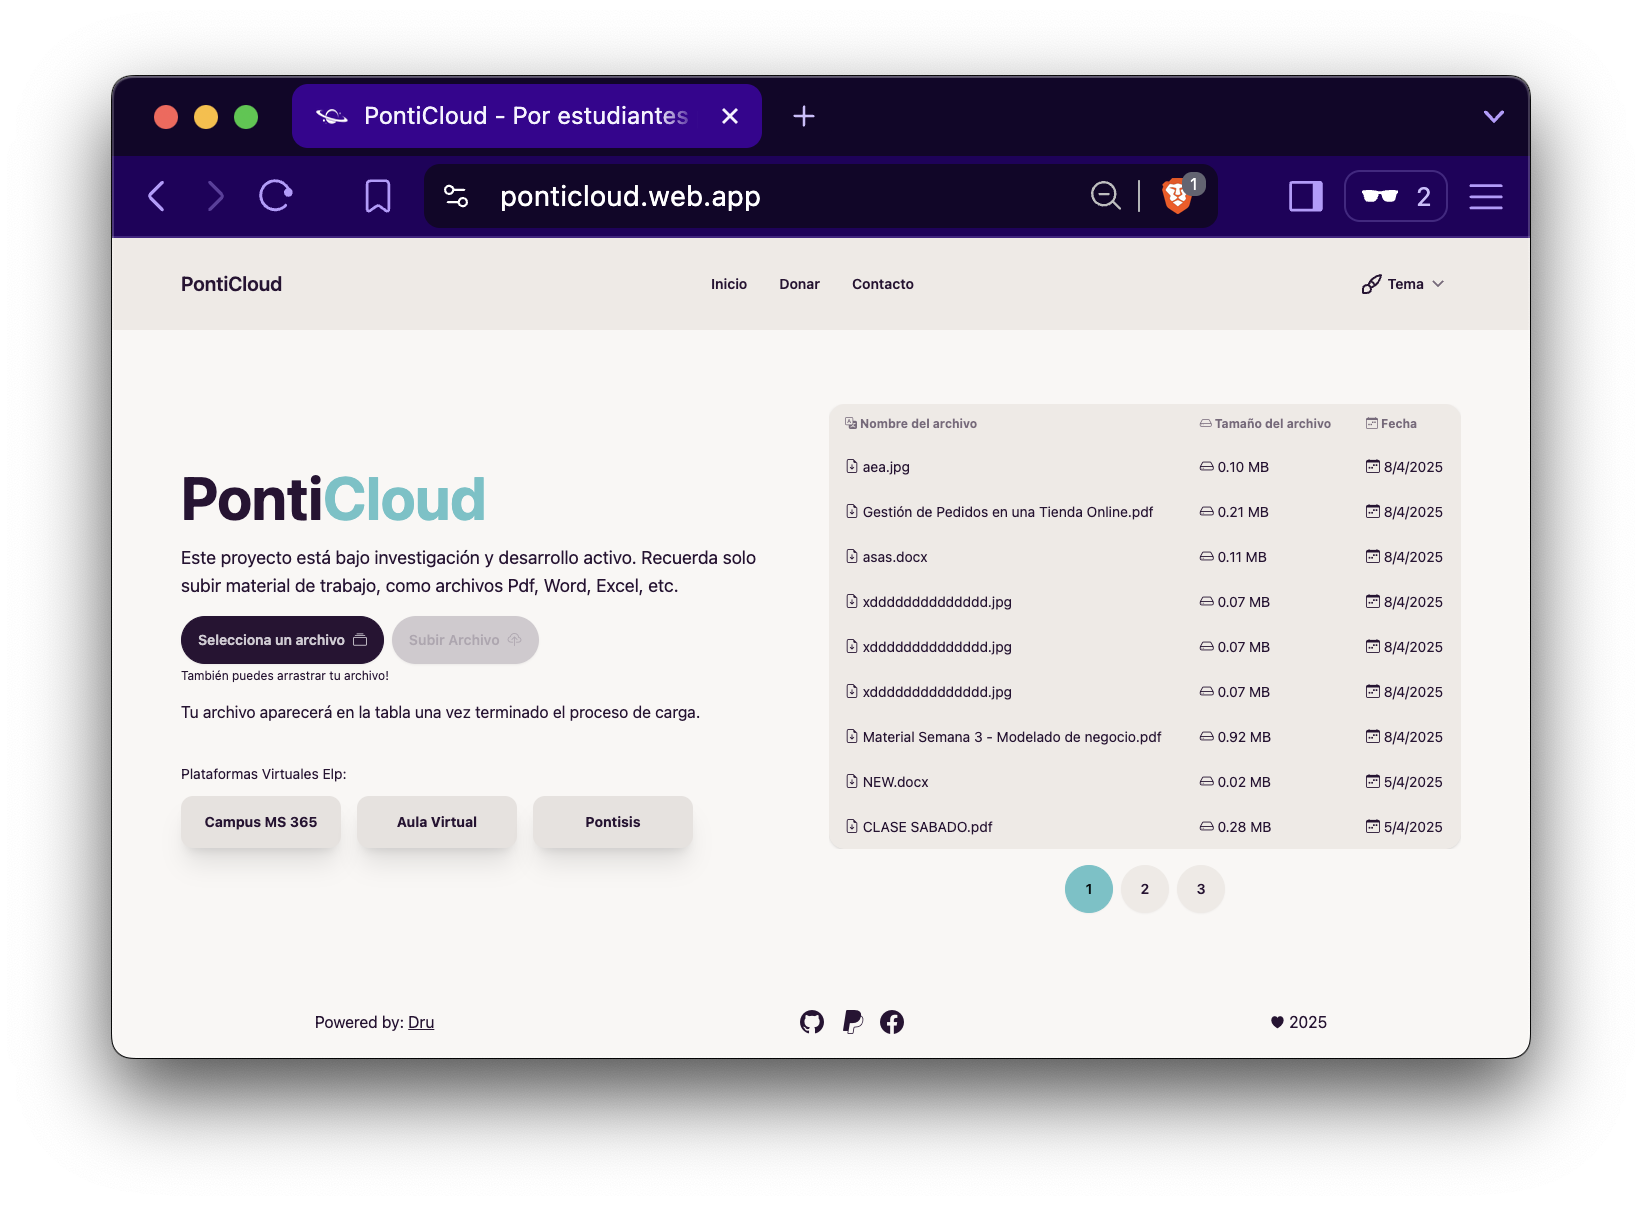 PontiCloud - Por estudiantes
ponticloud.web.app
1
2
PontiCloud
Inicio Donar Contacto
Tema
PontiCloud
Este proyecto está bajo investigación y desarrollo activo. Recuerda solo
subir material de trabajo, como archivos Pdf, Word, Excel, etc.
Selecciona un archivo Subir Archivo
También puedes arrastrar tu archivo!
Tu archivo aparecerá en la tabla una vez terminado el proceso de carga.
Plataformas Virtuales Elp:
Campus MS 365 Aula Virtual Pontisis
Nombre del archivo Tamaño del archivo Fecha
aea.jpg 0.10 MB 8/4/2025
Gestión de Pedidos en una Tienda Online.pdf 0.21 MB 8/4/2025
asas.docx 0.11 MB 8/4/2025
xdddddddddddddd.jpg 0.07 MB 8/4/2025
xdddddddddddddd.jpg 0.07 MB 8/4/2025
xdddddddddddddd.jpg 0.07 MB 8/4/2025
Material Semana 3 - Modelado de negocio.pdf 0.92 MB 8/4/2025
NEW.docx 0.02 MB 5/4/2025
CLASE SABADO.pdf 0.28 MB 5/4/2025
1 2 3
Powered by: Dru
2025